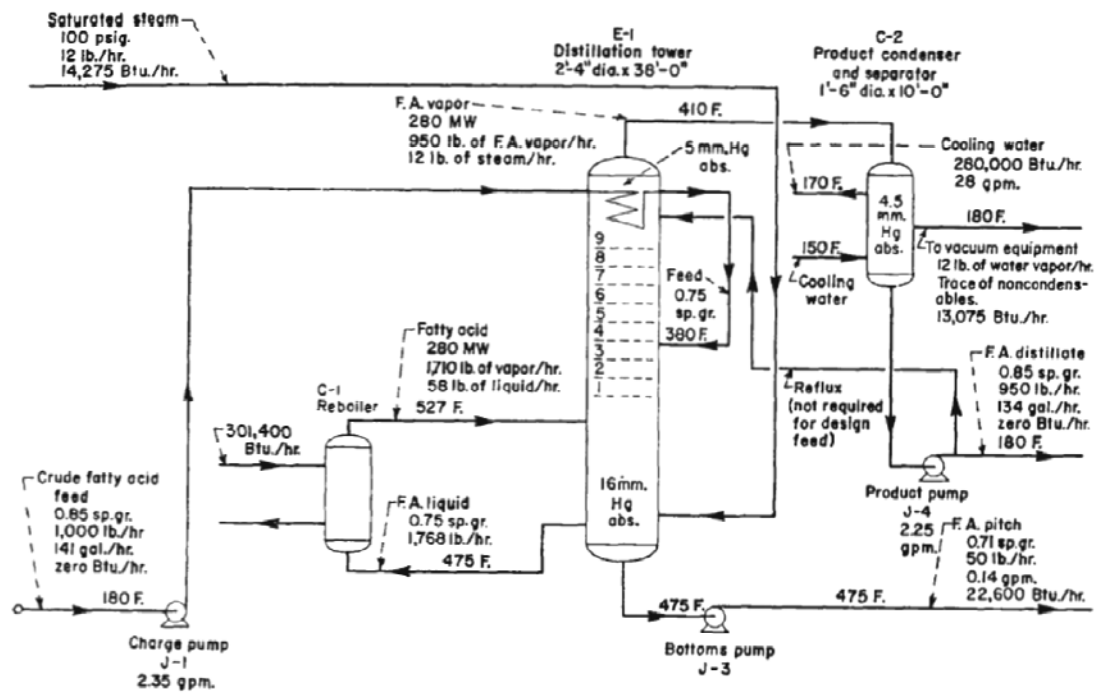 Saturated steam
100 psig.
12 lb./hr.
14,275 Btu./hr.
E-1
Distillation tower
2'-4" dia. x 38'-0"
C-2
Product condenser
and separator
1'-6" dia. x 10'-0"
F.A. vapor
280 MW
950 lb. of F.A. vapor/hr.
12 lb. of steam/hr.
410 F.
5 mm. Hg
abs.
Cooling water
280,000 Btu./hr.
28 gpm.
170 F.
4.5
mm.
Hg
abs.
180 F.
150 F.
Cooling
water
To vacuum equipment
12 lb. of water vapor/hr.
Trace of noncondens-
ables.
13,075 Btu./hr.
9
8
7
6
5
4
3
2
1
Feed
0.75
sp. gr.
380 F.
Fatty acid
280 MW
1,710 lb. of vapor/hr.
58 lb. of liquid/hr.
527 F.
C-1
Reboiler
301,400
Btu./hr.
Reflux
(not required
for design
feed)
F.A. distillate
0.85 sp.gr.
950 lb./hr.
134 gal./hr.
zero Btu./hr.
180 F.
Crude fatty acid
feed
0.85 sp.gr.
1,000 lb./hr
141 gal./hr.
zero Btu./hr.
180 F.
Charge pump
J-1
2.35 gpm.
F.A. liquid
0.75 sp.gr.
1,768 lb./hr.
475 F.
16 mm.
Hg
abs.
Product pump
J-4
2.25
gpm.
475 F.
Bottoms pump
J-3
475 F.
F.A. pitch
0.71 sp.gr.
50 lb./hr.
0.14 gpm.
22,600 Btu./hr.